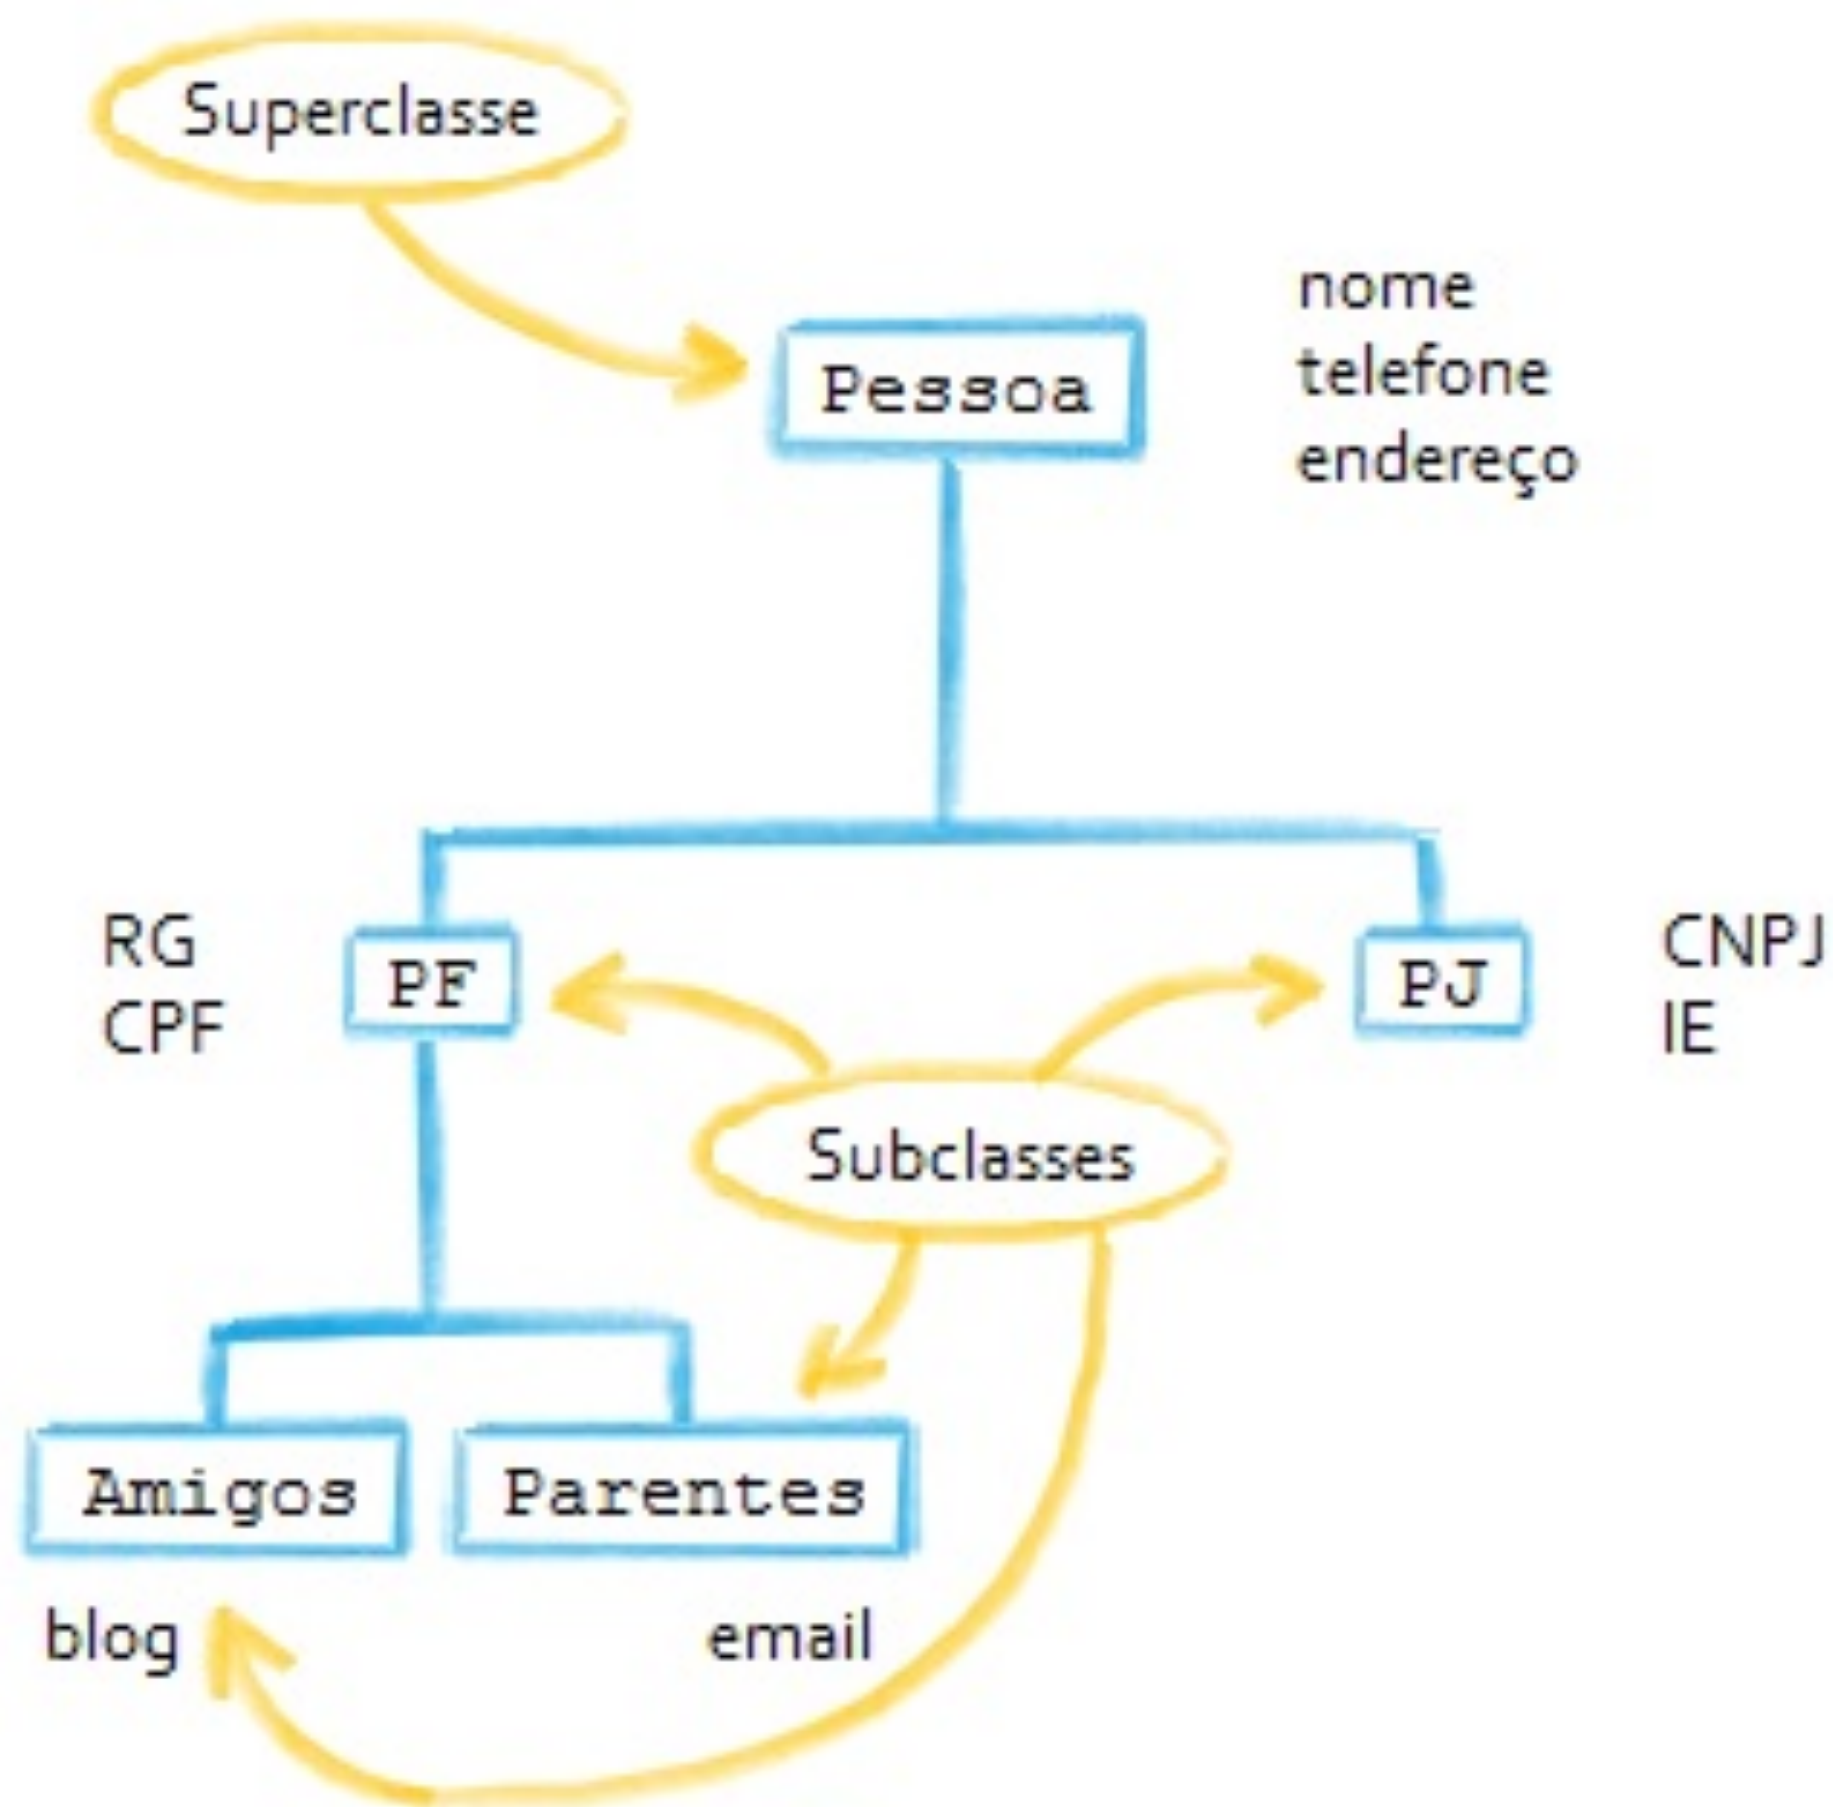 Superclasse
Pessoa
nome
telefone
endereço
RG
CPF
PF
PJ
CNPJ
IE
Subclasses
Amigos
Parentes
blog
email